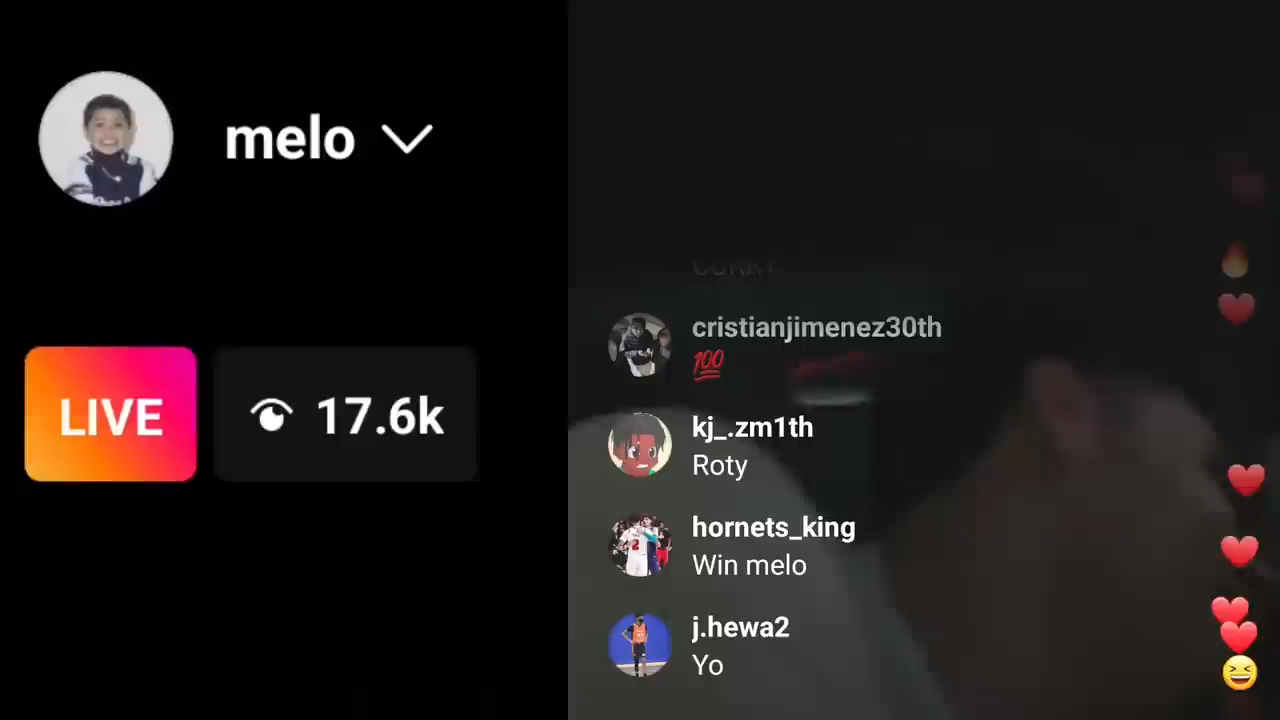 melo
LIVE
17.6k
cristianjimenez30th
💯
kj_.zm1th
Roty
hornets_king
Win melo
j.hewa2
Yo